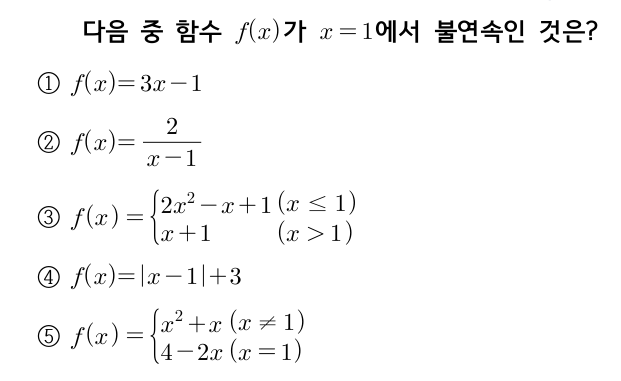 다음 중 함수 f(x)가 x=1에서 불연속인 것은?
① f(x)=3x-1
② f(x)=\frac{2}{x-1}
③ f(x)=\begin{cases}2x^2-x+1 (x \leq 1) \\ x+1 (x>1)\end{cases}
④ f(x)=|x-1|+3
⑤ f(x)=\begin{cases}x^2+x (x \neq 1) \\ 4-2x (x=1)\end{cases}